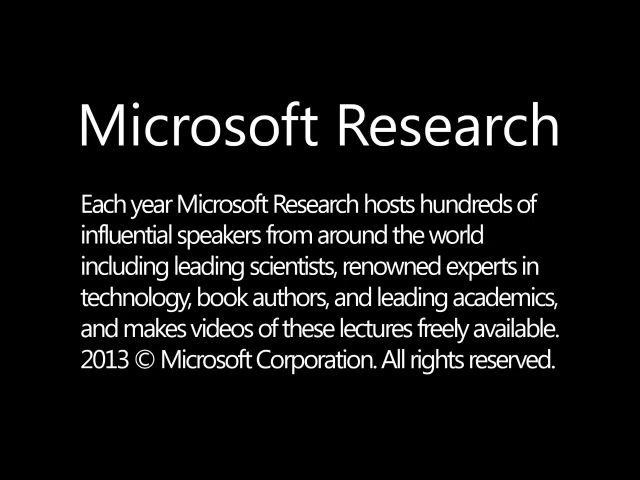 Microsoft Research
Each year Microsoft Research hosts hundreds of
influential speakers from around the world
including leading scientists, renowned experts in
technology, book authors, and leading academics,
and makes videos of these lectures freely available.
2013 © Microsoft Corporation. All rights reserved.